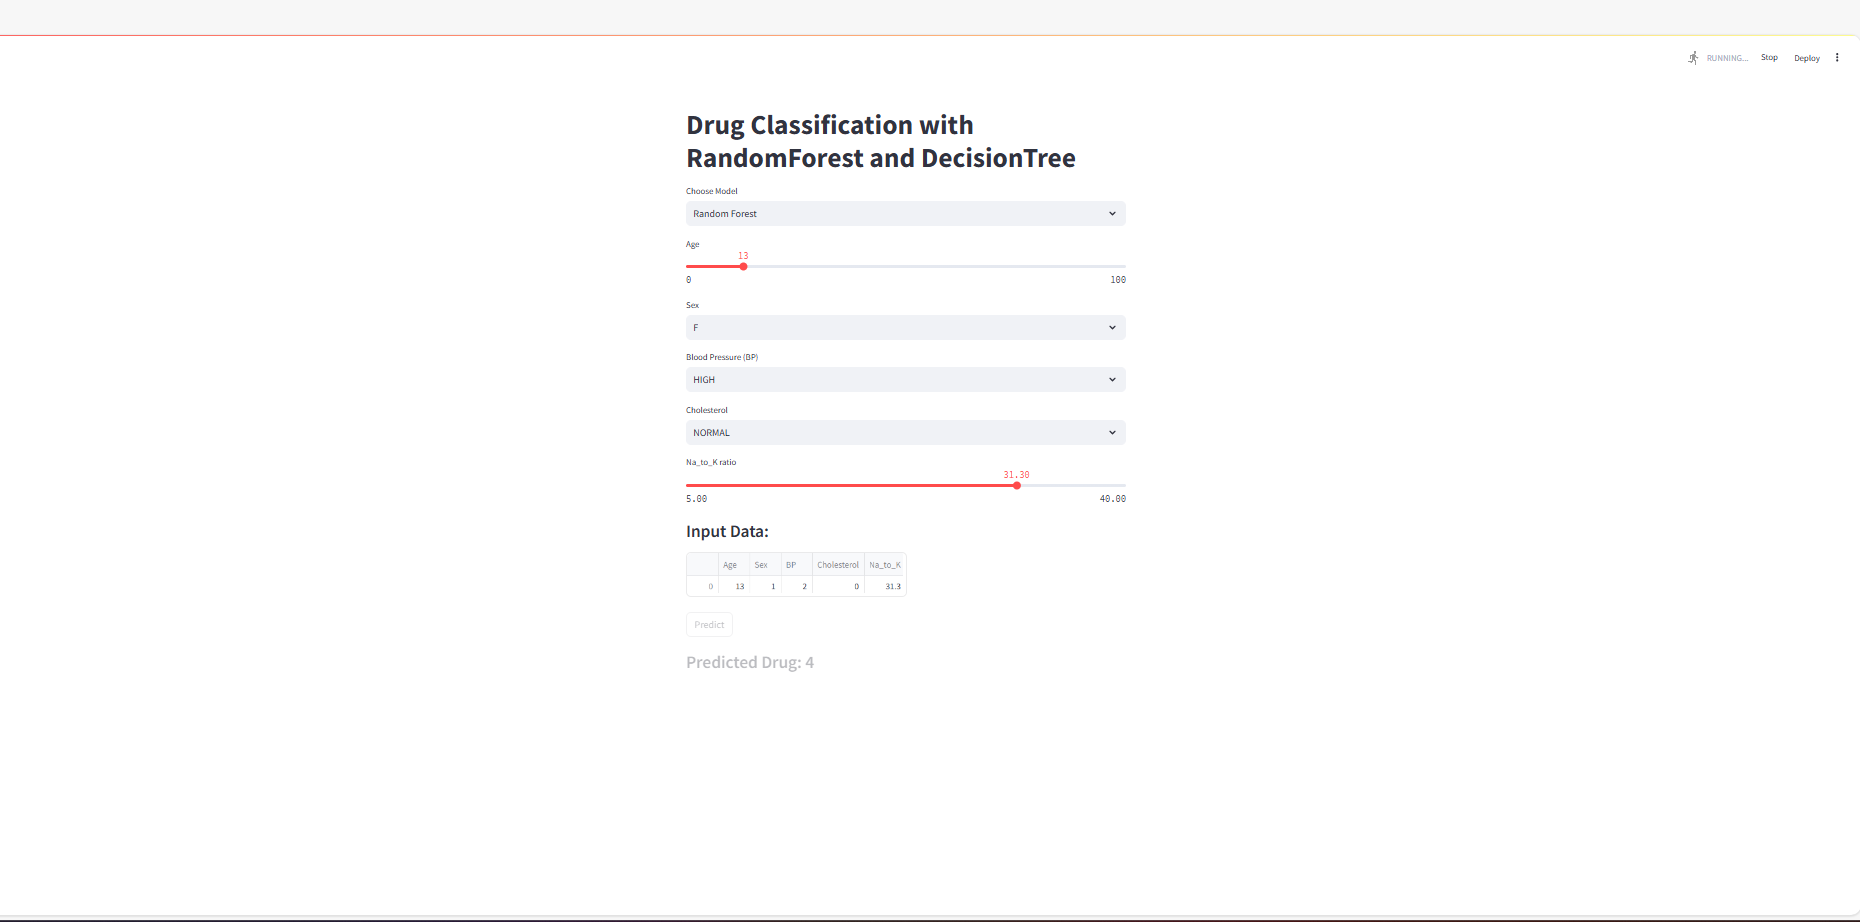 RUNNING...
Stop
Deploy
Drug Classification with
RandomForest and DecisionTree
Choose Model
Random Forest
Age
13
0 100
Sex
F
Blood Pressure (BP)
HIGH
Cholesterol
NORMAL
Na_to_K ratio
31.30
5.00 40.00
Input Data:
Age Sex BP Cholesterol Na_to_K
0 13 1 2 0 31.3
Predict
Predicted Drug: 4